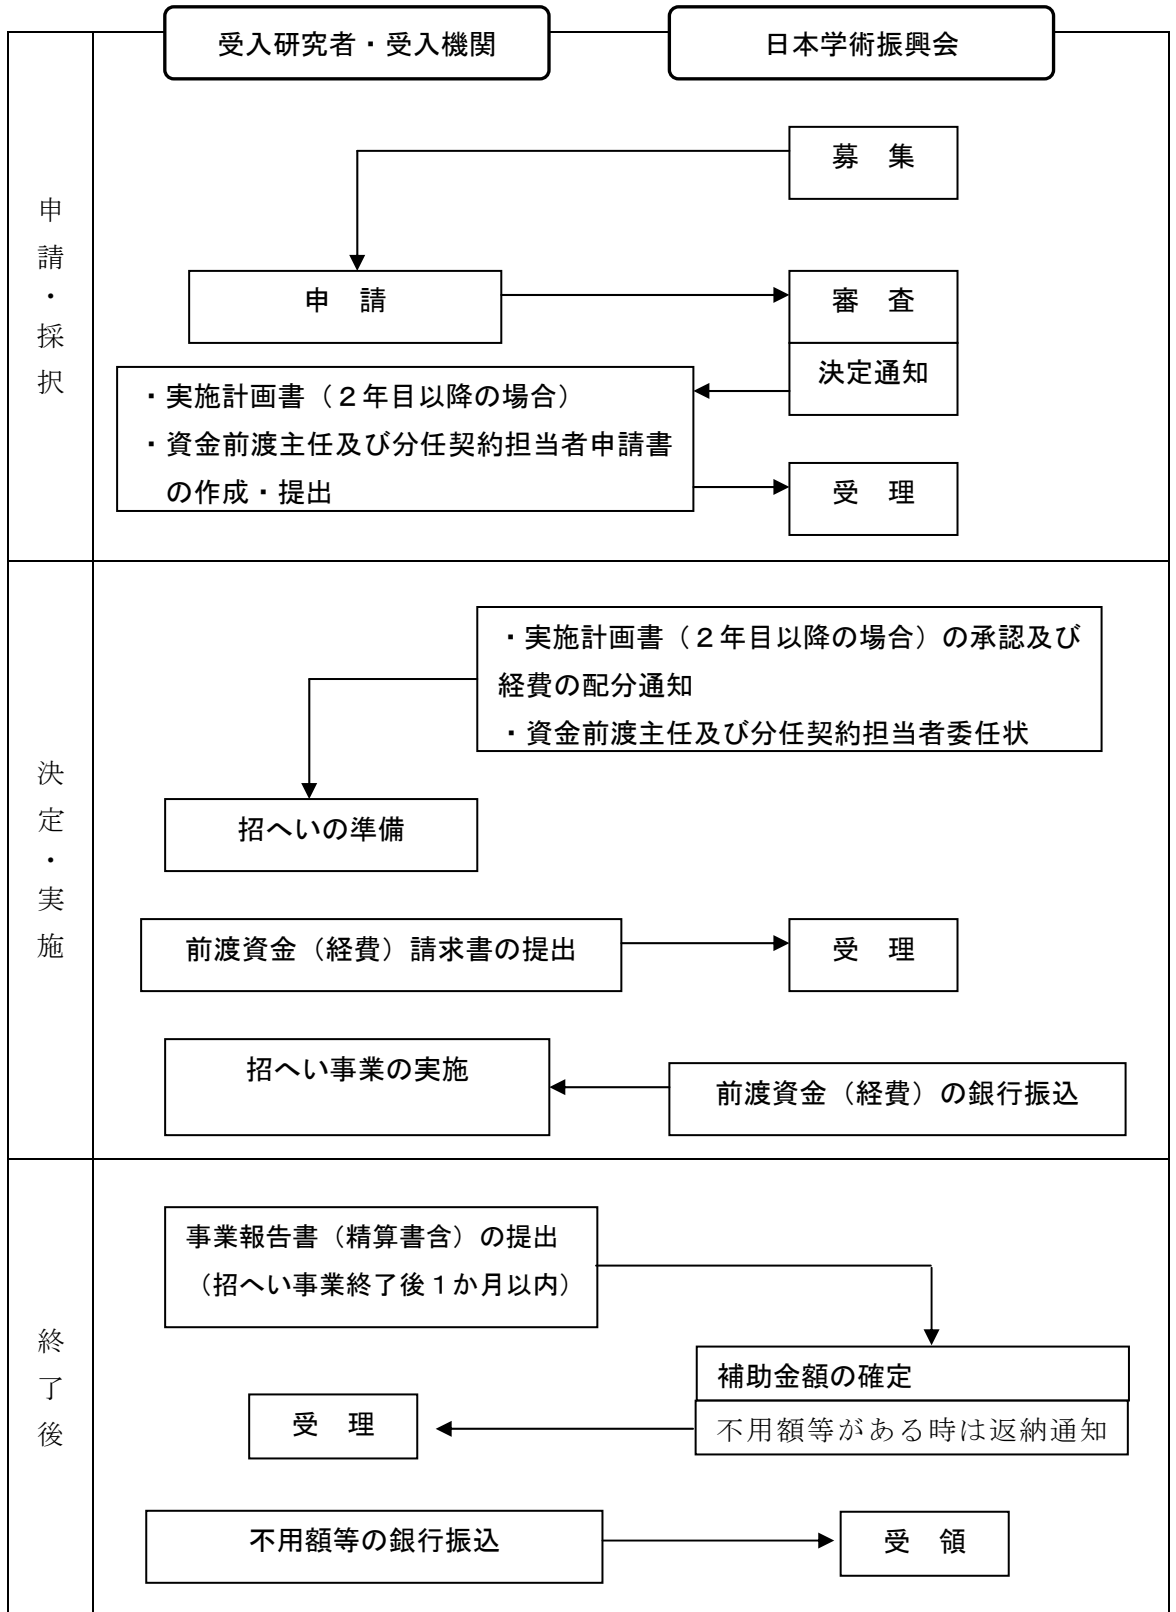 受入研究者・受入機関
日本学術振興会
申請・採択
募　集
申　請
審　査
決定通知
・実施計画書（２年目以降の場合）
・資金前渡主任及び分任契約担当者申請書
の作成・提出
受　理
決定・実施
・実施計画書（２年目以降の場合）の承認及び
経費の配分通知
・資金前渡主任及び分任契約担当者委任状
招へいの準備
前渡資金（経費）請求書の提出
受　理
招へい事業の実施
前渡資金（経費）の銀行振込
終了後
事業報告書（精算書含）の提出
（招へい事業終了後１か月以内）
補助金額の確定
不用額等がある時は返納通知
受　理
不用額等の銀行振込
受　領